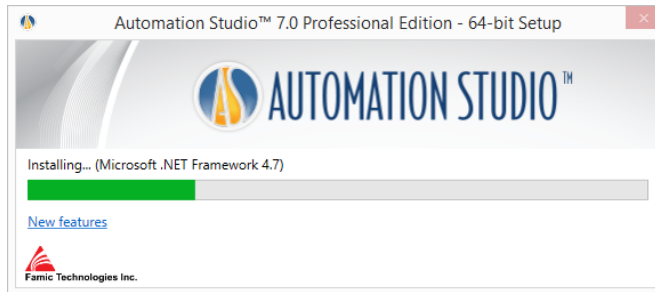 Automation Studio™ 7.0 Professional Edition - 64-bit Setup
AUTOMATION STUDIO™
Installing... (Microsoft .NET Framework 4.7)
New features
Famic Technologies Inc.